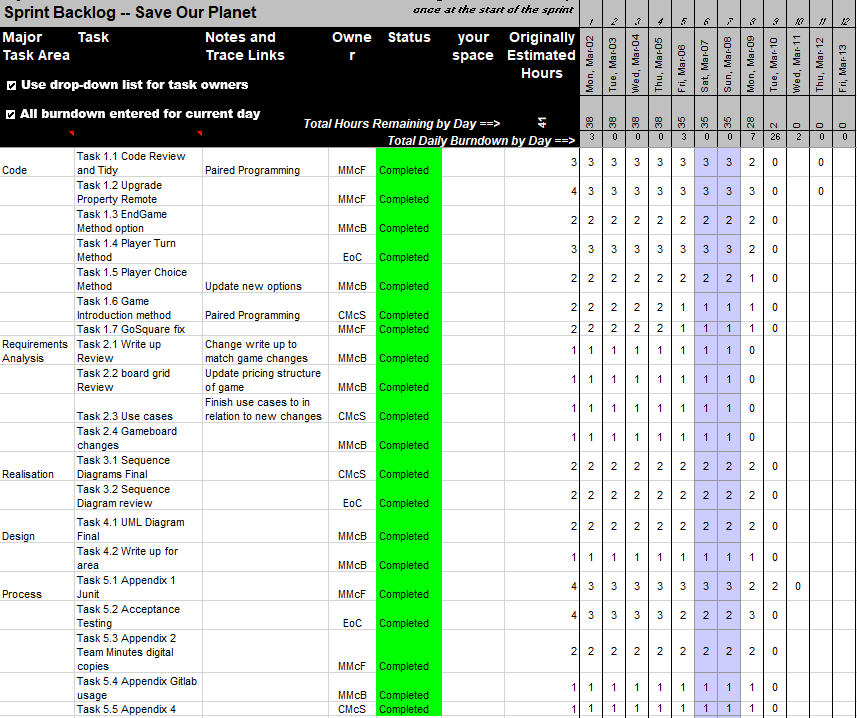 Sprint Backlog -- Save Our Planet
once at the start of the sprint
1 2 3 4 5 6 7 8 9 10 11 12
Major Task Notes and Owne Status your Originally
Task Area Trace Links r space Estimated
Hours
Mon, Mar-02 Tue, Mar-03 Wed, Mar-04 Thu, Mar-05 Fri, Mar-06 Sat, Mar-07 Sun, Mar-08 Mon, Mar-09 Tue, Mar-10 Wed, Mar-11 Thu, Mar-12 Fri, Mar-13
Use drop-down list for task owners
All burndown entered for current day
Total Hours Remaining by Day ==> 41 38 38 38 38 35 35 35 28 2 0 0 0
Total Daily Burndown by Day ==> 3 0 0 0 3 0 0 7 26 2 0 0
Task 1.1 Code Review
Code and Tidy Paired Programming MMcF Completed 3 3 3 3 3 3 3 3 2 0 0
Task 1.2 Upgrade
Property Remote MMcF Completed 4 3 3 3 3 3 3 3 3 0 0
Task 1.3 EndGame
Method option MMcB Completed 2 2 2 2 2 2 2 2 2 0
Task 1.4 Player Turn
Method EoC Completed 3 3 3 3 3 3 3 3 2 0
Task 1.5 Player Choice
Method Update new options MMcB Completed 2 2 2 2 2 2 2 2 1 0
Task 1.6 Game
Introduction method Paired Programming CMcS Completed 2 2 2 2 2 1 1 1 1 0
Task 1.7 GoSquare fix MMcF Completed 2 2 2 2 2 1 1 1 1 0
Requirements Task 2.1 Write up Change write up to
Analysis Review match game changes MMcB Completed 1 1 1 1 1 1 1 1 0
Task 2.2 board grid Update pricing structure
Review of game MMcB Completed 1 1 1 1 1 1 1 1 0
Finish use cases to in
Task 2.3 Use cases relation to new changes CMcS Completed 1 1 1 1 1 1 1 1 0
Task 2.4 Gameboard
changes MMcB Completed 1 1 1 1 1 1 1 1 0
Task 3.1 Sequence
Realisation Diagrams Final CMcS Completed 2 2 2 2 2 2 2 2 2 0
Task 3.2 Sequence
Diagram review EoC Completed 2 2 2 2 2 2 2 2 2 0
Task 4.1 UML Diagram
Design Final MMcB Completed 2 2 2 2 2 2 2 2 2 0
Task 4.2 Write up for
area MMcB Completed 1 1 1 1 1 1 1 1 1 0
Task 5.1 Appendix 1
Process Junit MMcF Completed 4 3 3 3 3 3 3 3 2 2 0
Task 5.2 Acceptance
Testing EoC Completed 4 3 3 3 3 2 2 2 3 0
Task 5.3 Appendix 2
Team Minutes digital
copies MMcF Completed 2 2 2 2 2 2 2 2 2 0
Task 5.4 Appendix Gitlab
usage MMcB Completed 1 1 1 1 1 1 1 1 1 0
Task 5.5 Appendix 4 CMcS Completed 1 1 1 1 1 1 1 1 1 0